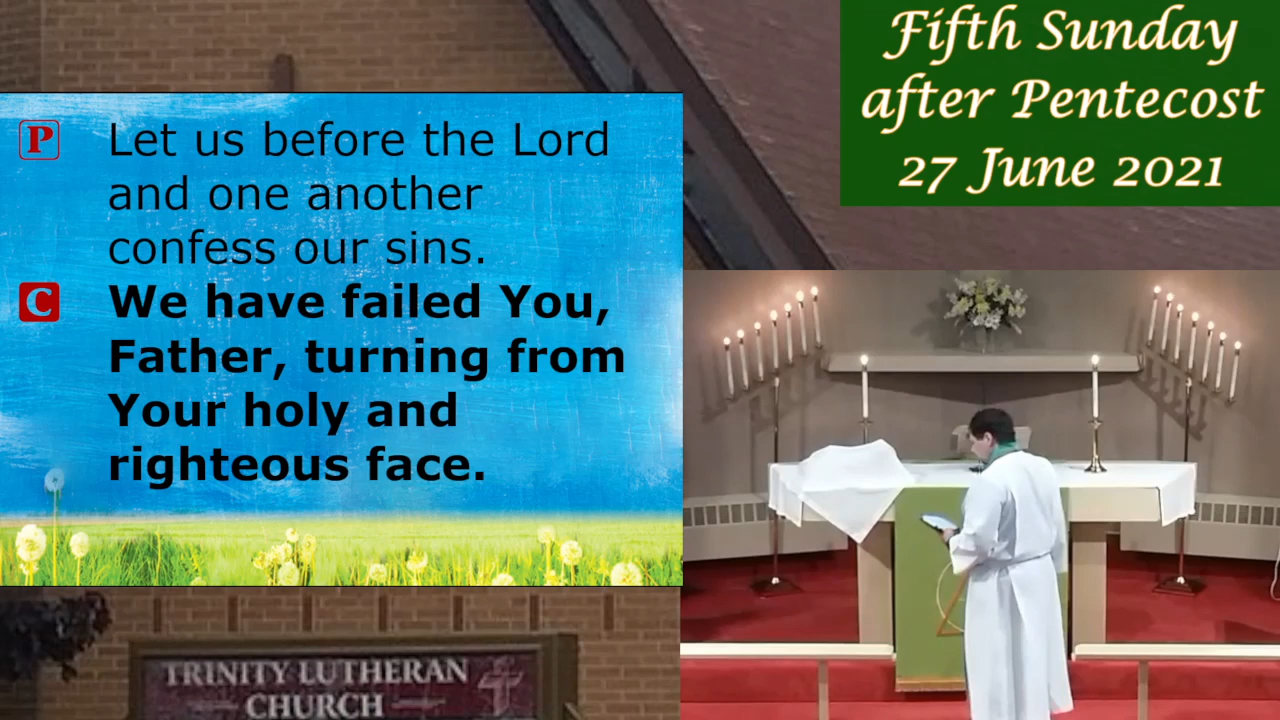 Fifth Sunday
after Pentecost
27 June 2021
P Let us before the Lord
and one another
confess our sins.
C We have failed You,
Father, turning from
Your holy and
righteous face.
TRINITY LUTHERAN
CHURCH